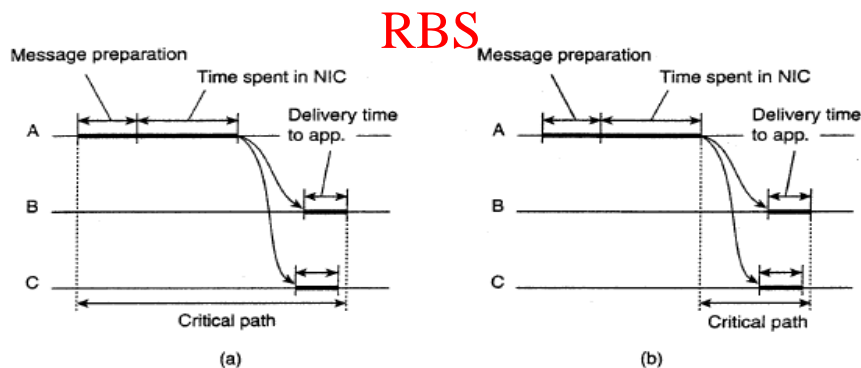 RBS
Message preparation
Time spent in NIC
Delivery time
to app.
A
B
C
Critical path
(a)
Message preparation
Time spent in NIC
Delivery time
to app.
A
B
C
Critical path
(b)